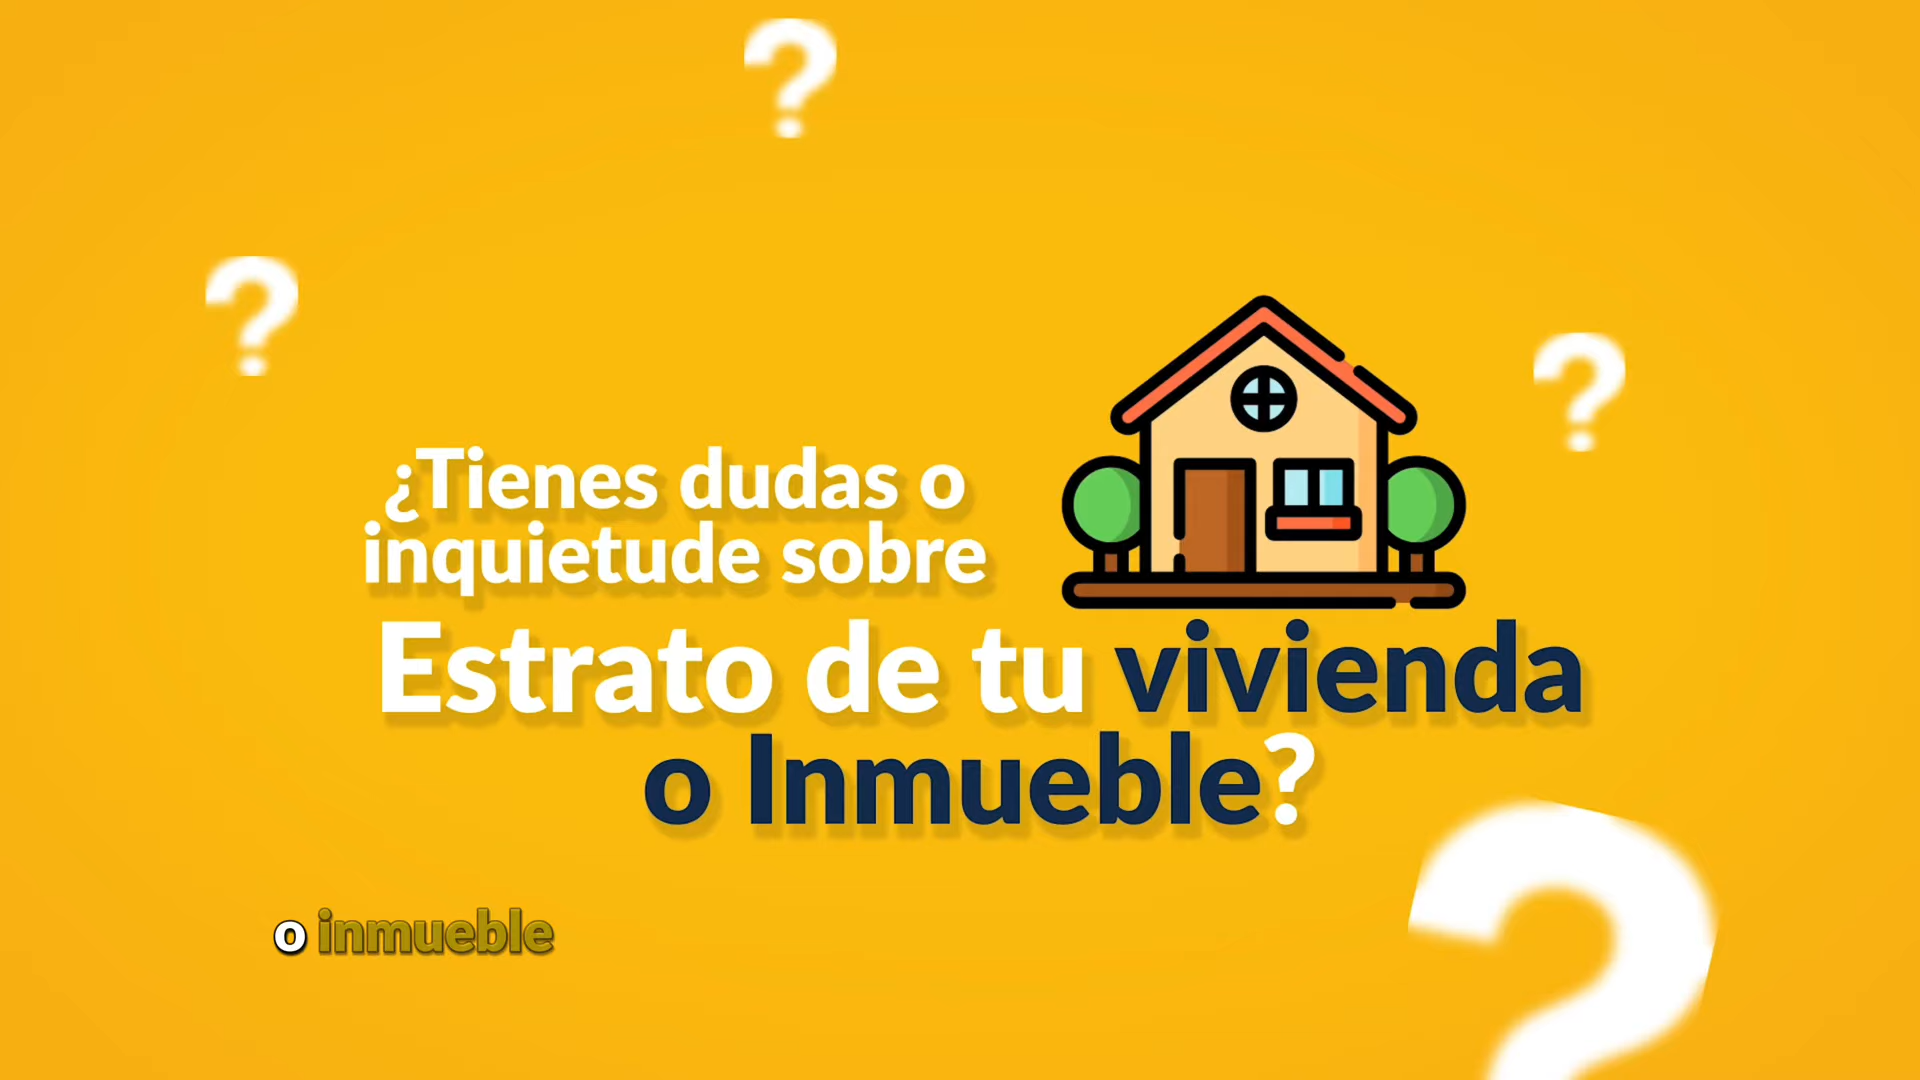 ¿Tienes dudas o
inquietude sobre
Estrato de tu vivienda
o Inmueble?
o inmueble